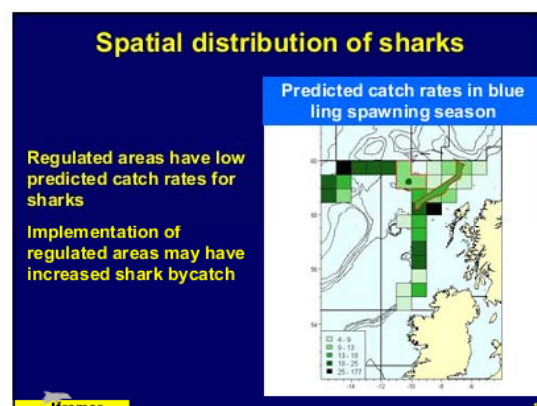 Spatial distribution of sharks
Predicted catch rates in blue
ling spawning season
Regulated areas have low
predicted catch rates for
sharks
Implementation of
regulated areas may have
increased shark bycatch
60
58
56
54
4 - 9
9 - 13
13 - 18
18 - 25
25 - 177
-14
-12
-10
-8
-6